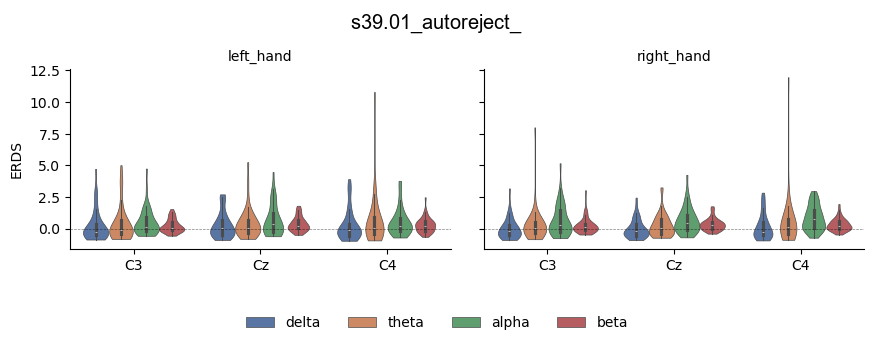 s39.01_autoreject_
left_hand
right_hand
ERDS
12.5
10.0
7.5
5.0
2.5
0.0
C3 Cz C4
C3 Cz C4
delta theta alpha beta